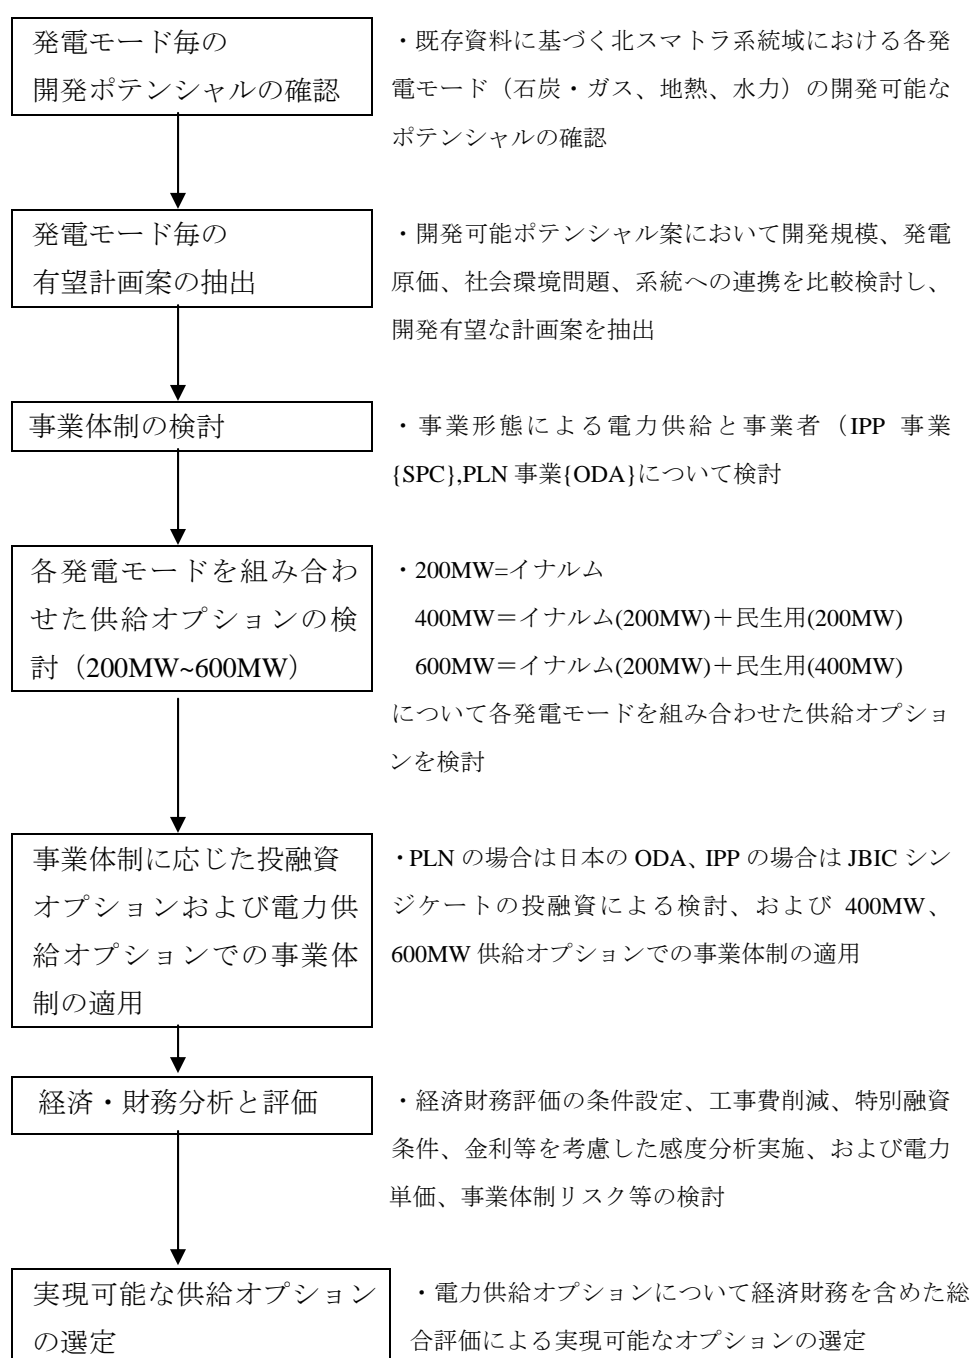 発電モード毎の
開発ポテンシャルの確認
・既存資料に基づく北スマトラ系統域における各発
電モード（石炭・ガス、地熱、水力）の開発可能な
ポテンシャルの確認
発電モード毎の
有望計画案の抽出
・開発可能ポテンシャル案において開発規模、発電
原価、社会環境問題、系統への連携を比較検討し、
開発有望な計画案を抽出
事業体制の検討
・事業形態による電力供給と事業者（IPP 事業
{SPC},PLN 事業{ODA}について検討
各発電モードを組み合わ
せた供給オプションの検
討（200MW~600MW）
・200MW=イナルム
400MW＝イナルム(200MW)＋民生用(200MW)
600MW＝イナルム(200MW)＋民生用(400MW)
について各発電モードを組み合わせた供給オプショ
ンを検討
事業体制に応じた投融資
オプションおよび電力供
給オプションでの事業体
制の適用
・PLN の場合は日本の ODA、IPP の場合は JBIC シン
ジケートの投融資による検討、および 400MW、
600MW 供給オプションでの事業体制の適用
経済・財務分析と評価
・経済財務評価の条件設定、工事費削減、特別融資
条件、金利等を考慮した感度分析実施、および電力
単価、事業体制リスク等の検討
実現可能な供給オプション
の選定
・電力供給オプションについて経済財務を含めた総
合評価による実現可能なオプションの選定